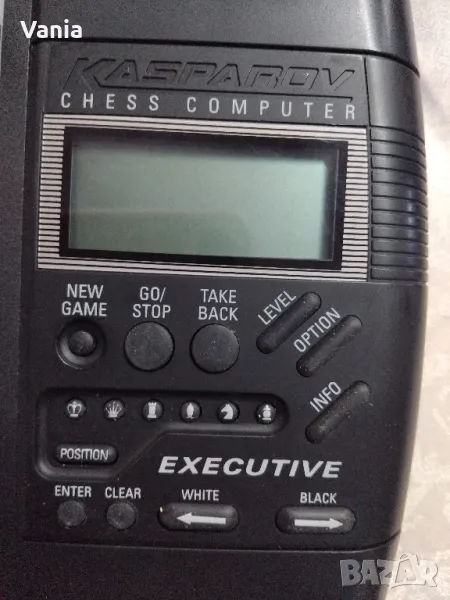 Vania
KASPAROV
CHESS COMPUTER
NEW GAME
GO/STOP
TAKE BACK
LEVEL
OPTION
INFO
POSITION
EXECUTIVE
ENTER
CLEAR
WHITE
BLACK
BAZAR